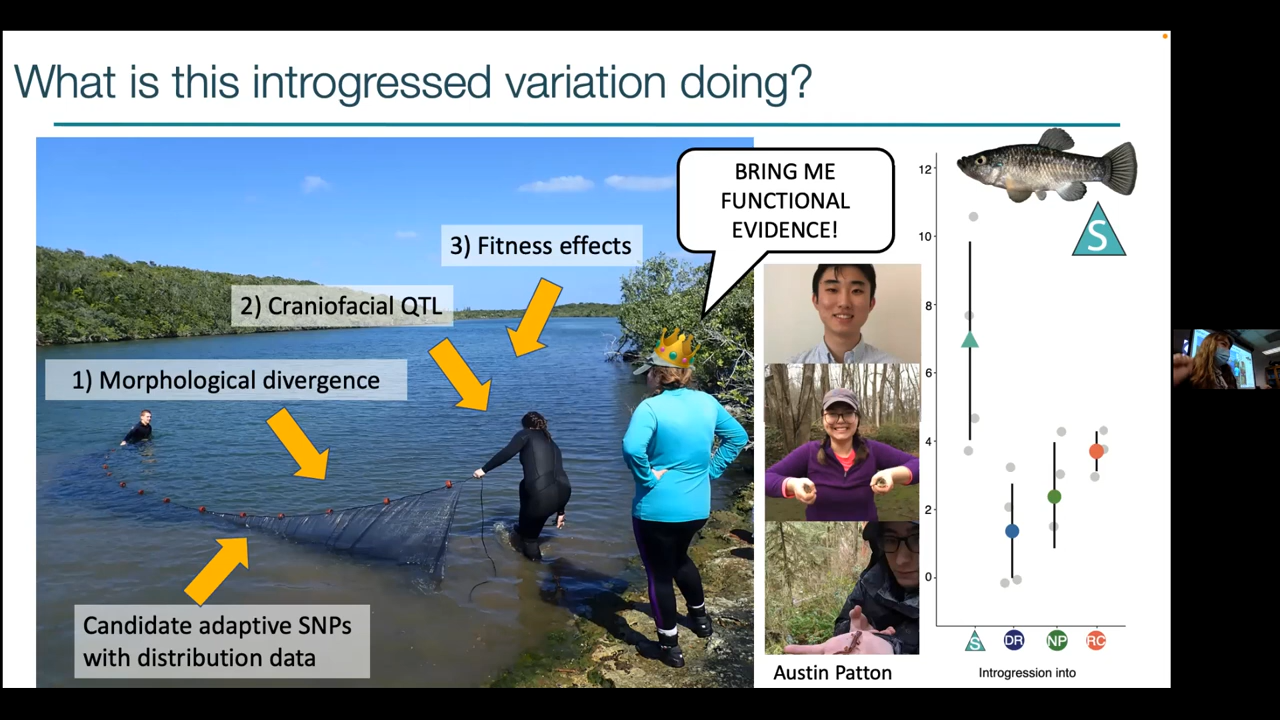 What is this introgressed variation doing?
BRING ME
FUNCTIONAL
EVIDENCE!
3) Fitness effects
2) Craniofacial QTL
1) Morphological divergence
Candidate adaptive SNPs
with distribution data
Austin Patton
S
12
10
8
6
4
2
0
S DR NP RC
Introgression into